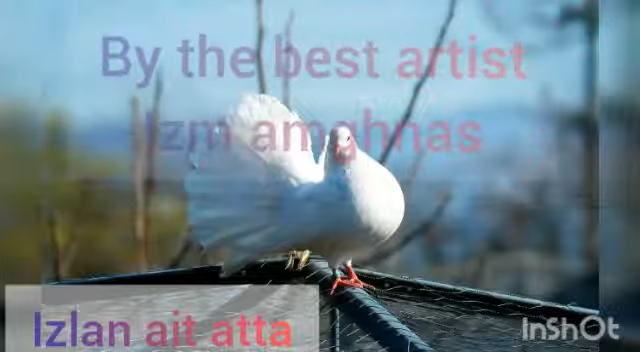 By the best artist
Izm amghnas
Izlan ait atta
InShOt